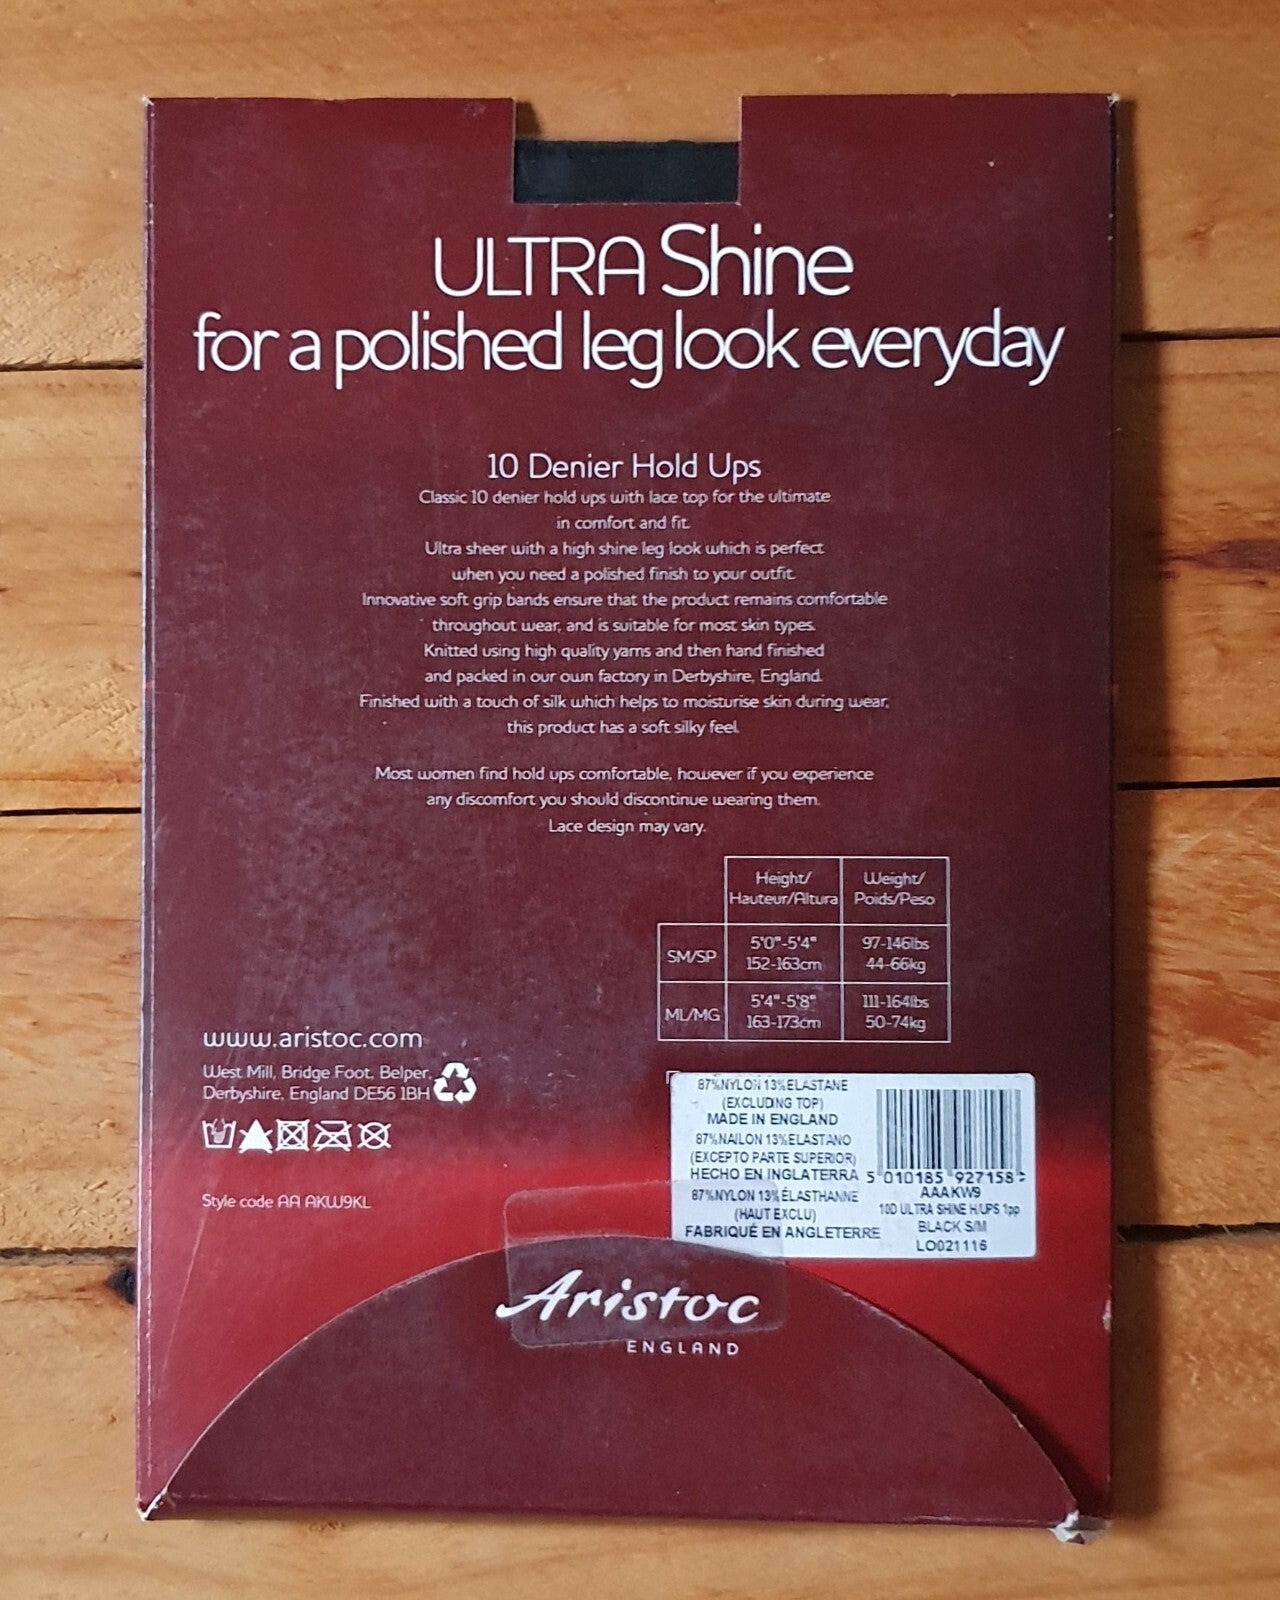 ULTRA Shine
for a polished leg look everyday
10 Denier Hold Ups
Classic 10 denier hold ups with lace top for the ultimate
in comfort and fit.
Ultra sheer with a high shine leg look which is perfect
when you need a polished finish to your outfit.
Innovative soft grip bands ensure that the product remains comfortable
throughout wear, and is suitable for most skin types.
Knitted using high quality yarns and then hand finished
and packed in our own factory in Derbyshire, England.
Finished with a touch of silk which helps to moisturise skin during wear,
this product has a soft silky feel.
Most women find hold ups comfortable, however if you experience
any discomfort you should discontinue wearing them.
Lace design may vary.
Height/ Weight/
Hauteur/Altura Poids/Peso
SM/SP 5'0"-5'4" 97-146lbs
152-163cm 44-66kg
ML/MG 5'4"-5'8" 111-164lbs
163-173cm 50-74kg
www.aristoc.com
West Mill, Bridge Foot, Belper,
Derbyshire, England DE56 1BH
Style code AA AKW9KL
87%NYLON 13%ELASTANE
(EXCLUDING TOP)
MADE IN ENGLAND
87%NAILON 13%ELASTANO
(EXCEPTO PARTE SUPERIOR)
HECHO EN INGLATERRA
87%NYLON 13%ÉLASTHANNE
(HAUT EXCLU)
FABRIQUÉ EN ANGLETERRE
5 010185 927158 >
AAAKW9
10D ULTRA SHINE H/UPS 1pp
BLACK S/M
LO021116
Aristoc
ENGLAND